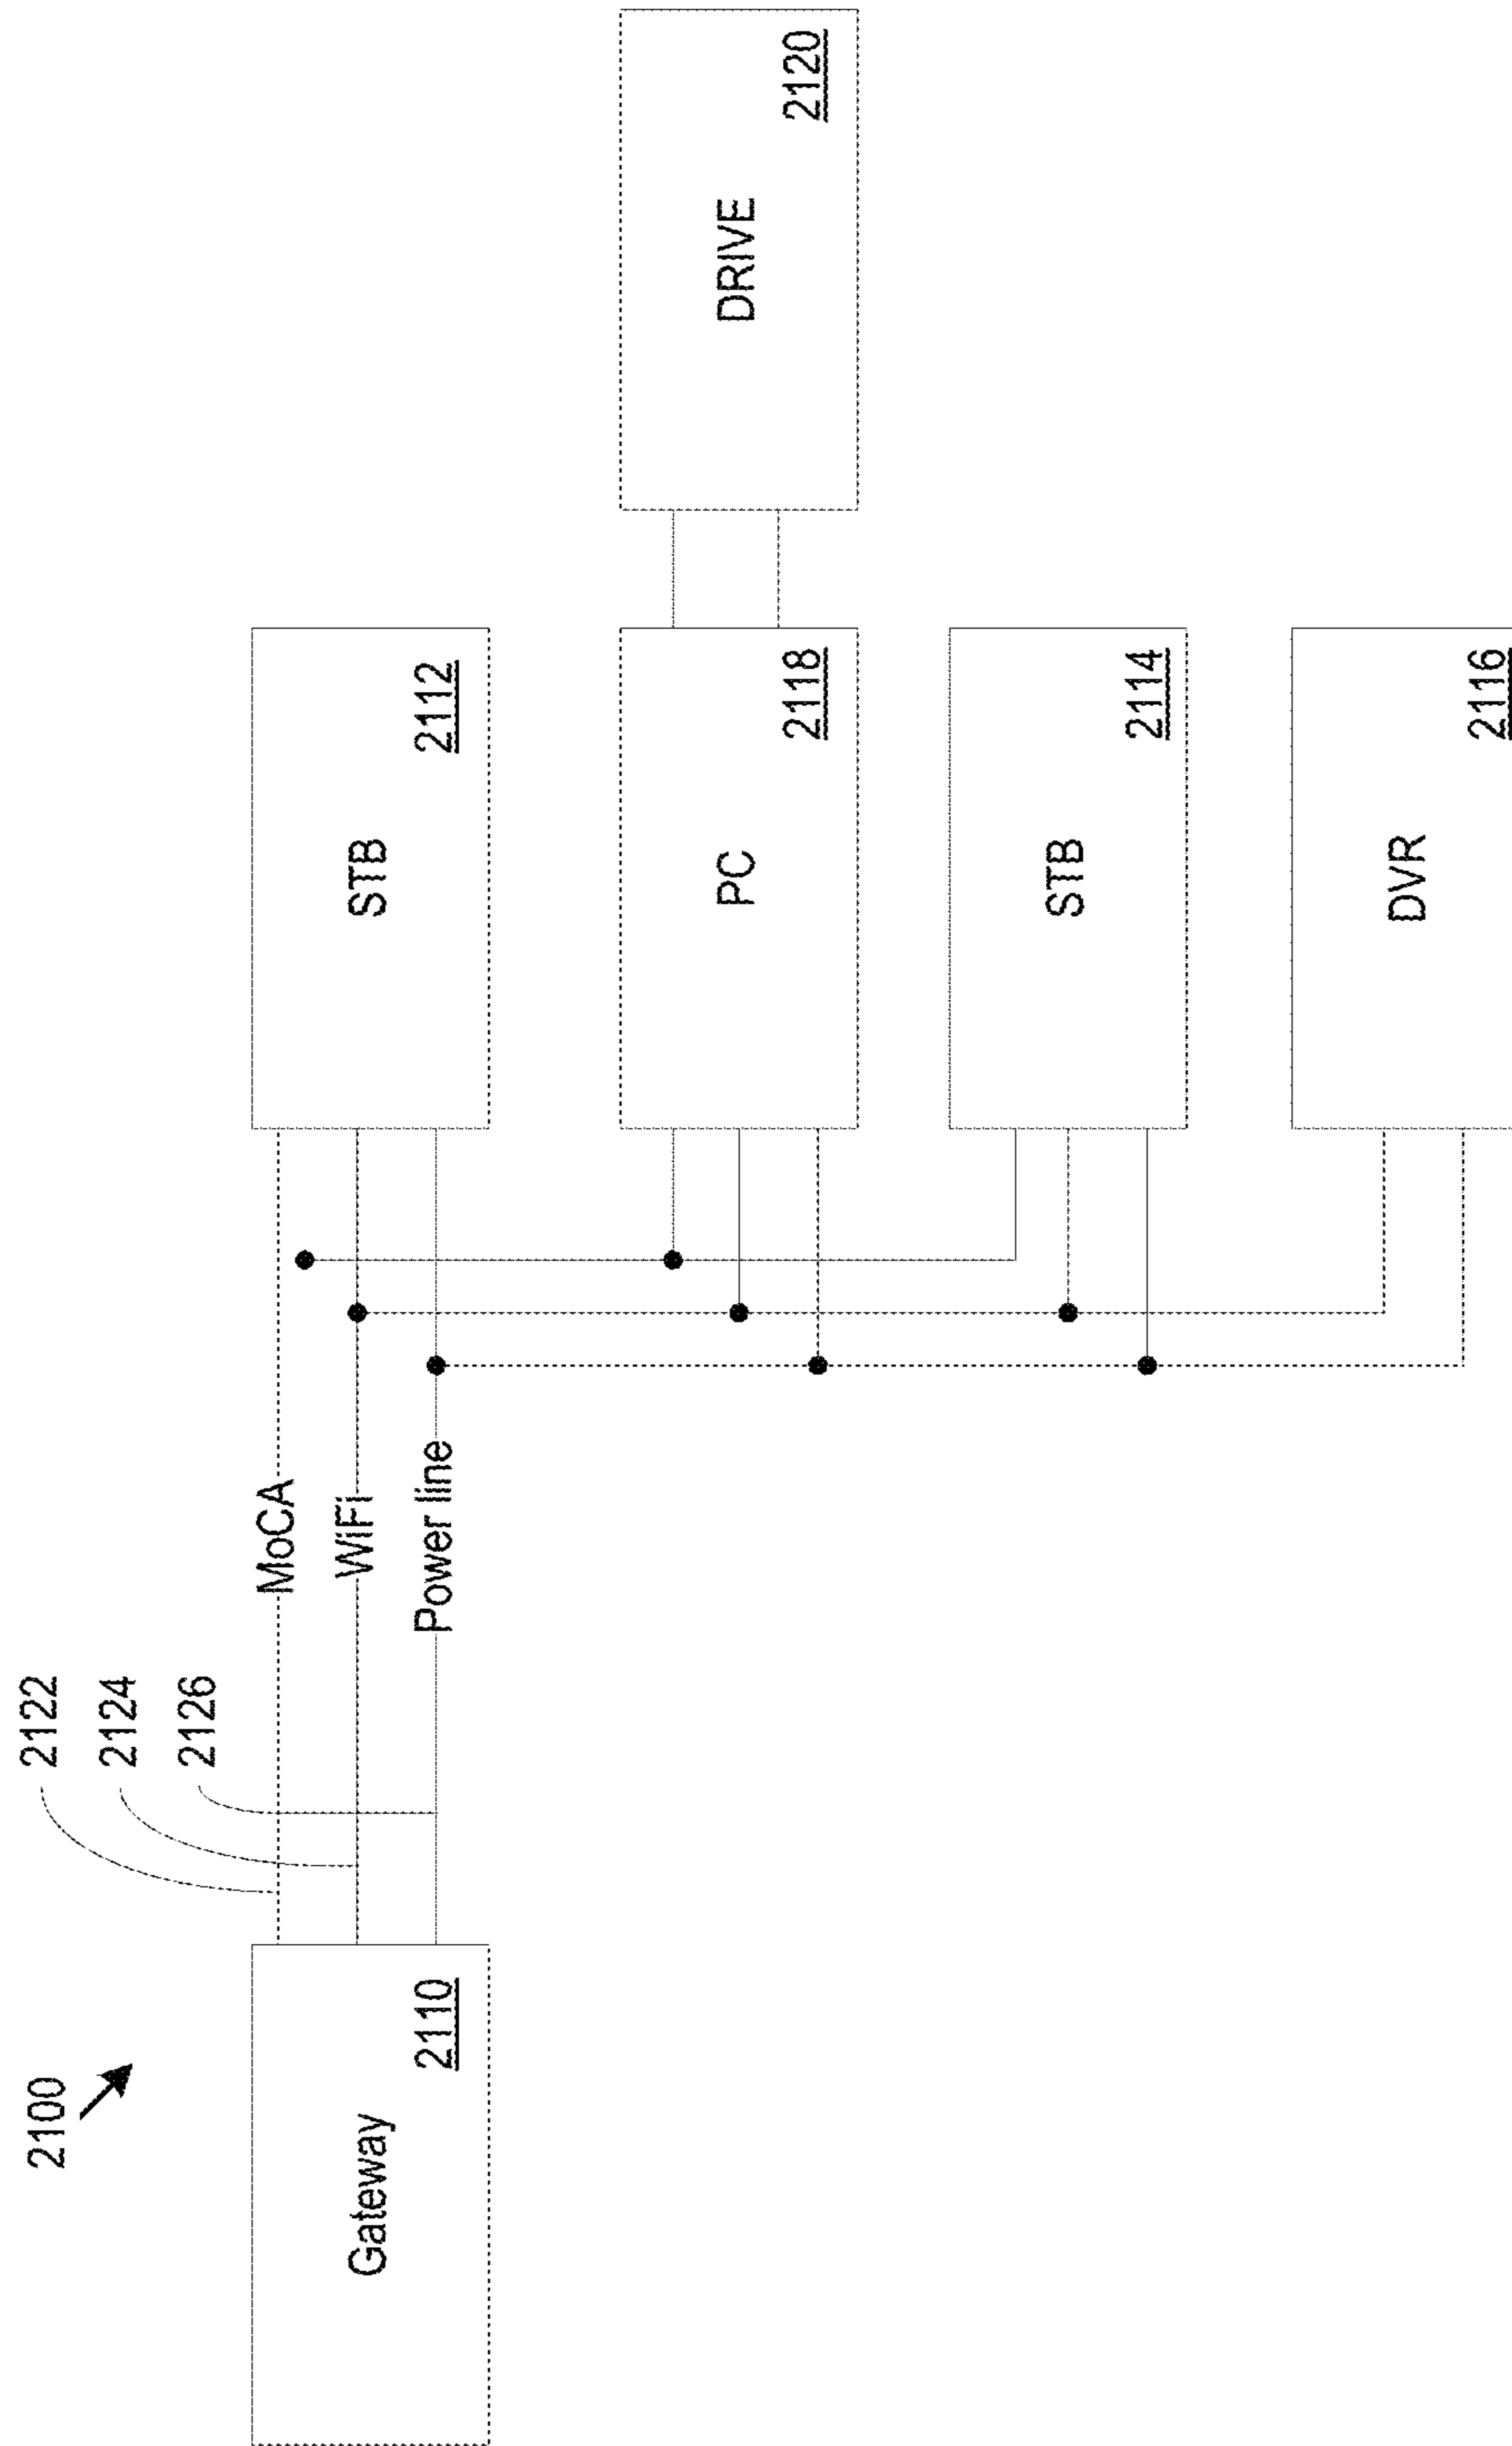 2100
2122
2124
2126
Gateway
2110
MoCA
WiFi
Power line
STB
2112
PC
2118
STB
2114
DVR
2116
DRIVE
2120